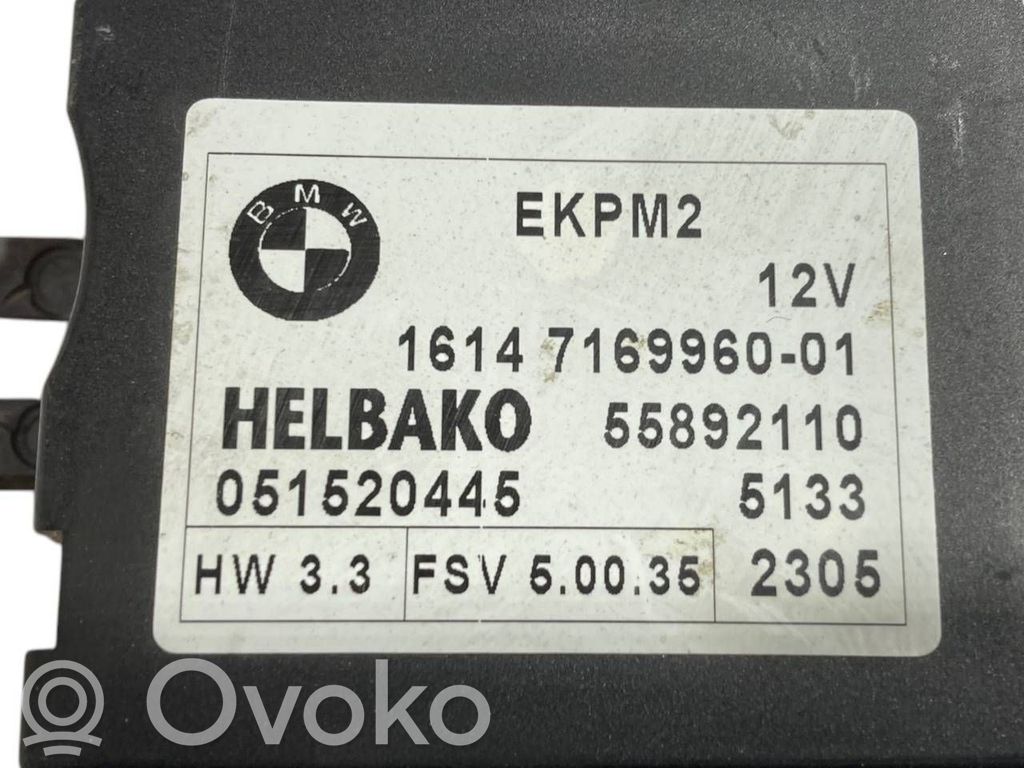 BMW
EKPM2
12V
1614 7169960-01
HELBAKO 55892110
051520445 5133
HW 3.3 FSV 5.00.35 2305
Ovoko